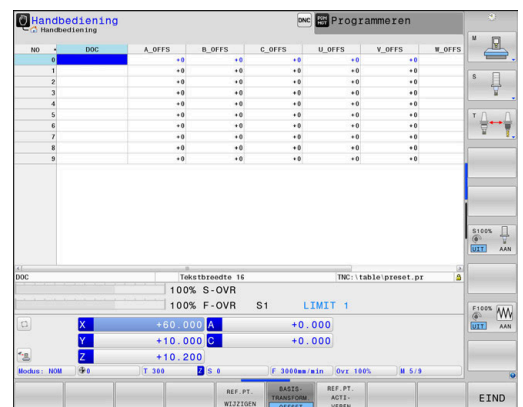 Handbediening
Handbediening
DNC
Programmeren
NO DOC A_OFFS B_OFFS C_OFFS U_OFFS V_OFFS W_OFFS
0 +0 +0 +0 +0 +0
1 +0 +0 +0 +0 +0
2 +0 +0 +0 +0 +0
3 +0 +0 +0 +0 +0
4 +0 +0 +0 +0 +0
5 +0 +0 +0 +0 +0
6 +0 +0 +0 +0 +0
7 +0 +0 +0 +0 +0
8 +0 +0 +0 +0 +0
9 +0 +0 +0 +0 +0
DOC Tekstbreedte 16 TNC:\table\preset.pr
100% S-OVR
100% F-OVR S1 LIMIT 1
X +60.000 A +0.000
Y +10.000 C +0.000
Z +10.200
Modus: NOM 0 T 300 Z S 0 F 3000mm/min Ovr 100% M 5/9
REF.PT.
WIJZIGEN
BASIS-
TRANSFORM.
OFFSET
REF.PT.
ACTI-
VEREN
EIND
M
S
T
S100%
UIT AAN
F100%
UIT AAN